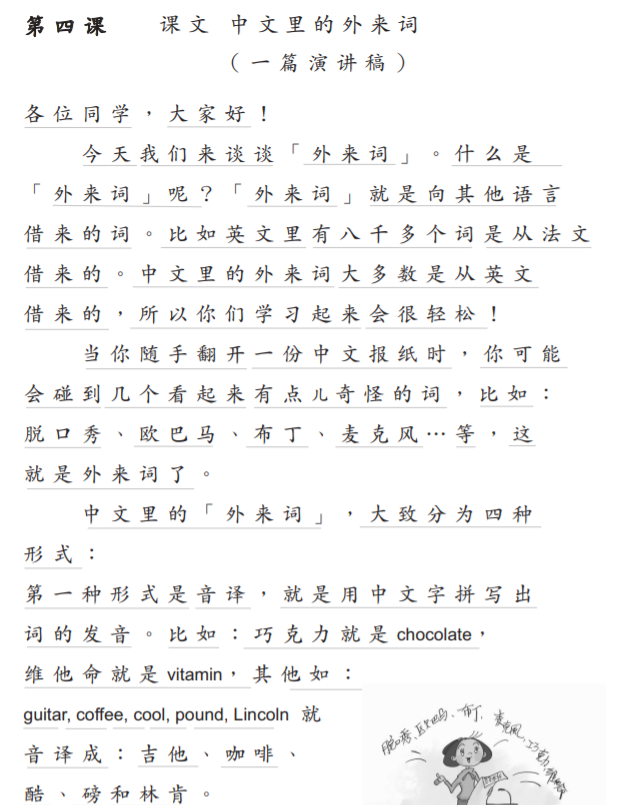 第四课 课文 中文里的外来词
（一篇演讲稿）
各位同学，大家好！
今天我们来谈谈「外来词」。什么是
「外来词」呢？「外来词」就是向其他语言
借来的词。比如英文里有八千多个词是从法文
借来的。中文里的外来词大多数是从英文
借来的，所以你们学习起来会很轻松！
当你随手翻开一份中文报纸时，你可能
会碰到几个看起来有点儿奇怪的词，比如：
脱口秀、欧巴马、布丁、麦克风…等，这
就是外来词了。
中文里的「外来词」，大致分为四种
形式：
第一种形式是音译，就是用中文字拼写出
词的发音。比如：巧克力就是 chocolate，
维他命就是 vitamin，其他如：
guitar, coffee, cool, pound, Lincoln 就
音译成：吉他、咖啡、
酷、磅和林肯。
脱口秀、欧巴马、布丁、麦克风、巧克力、维他命